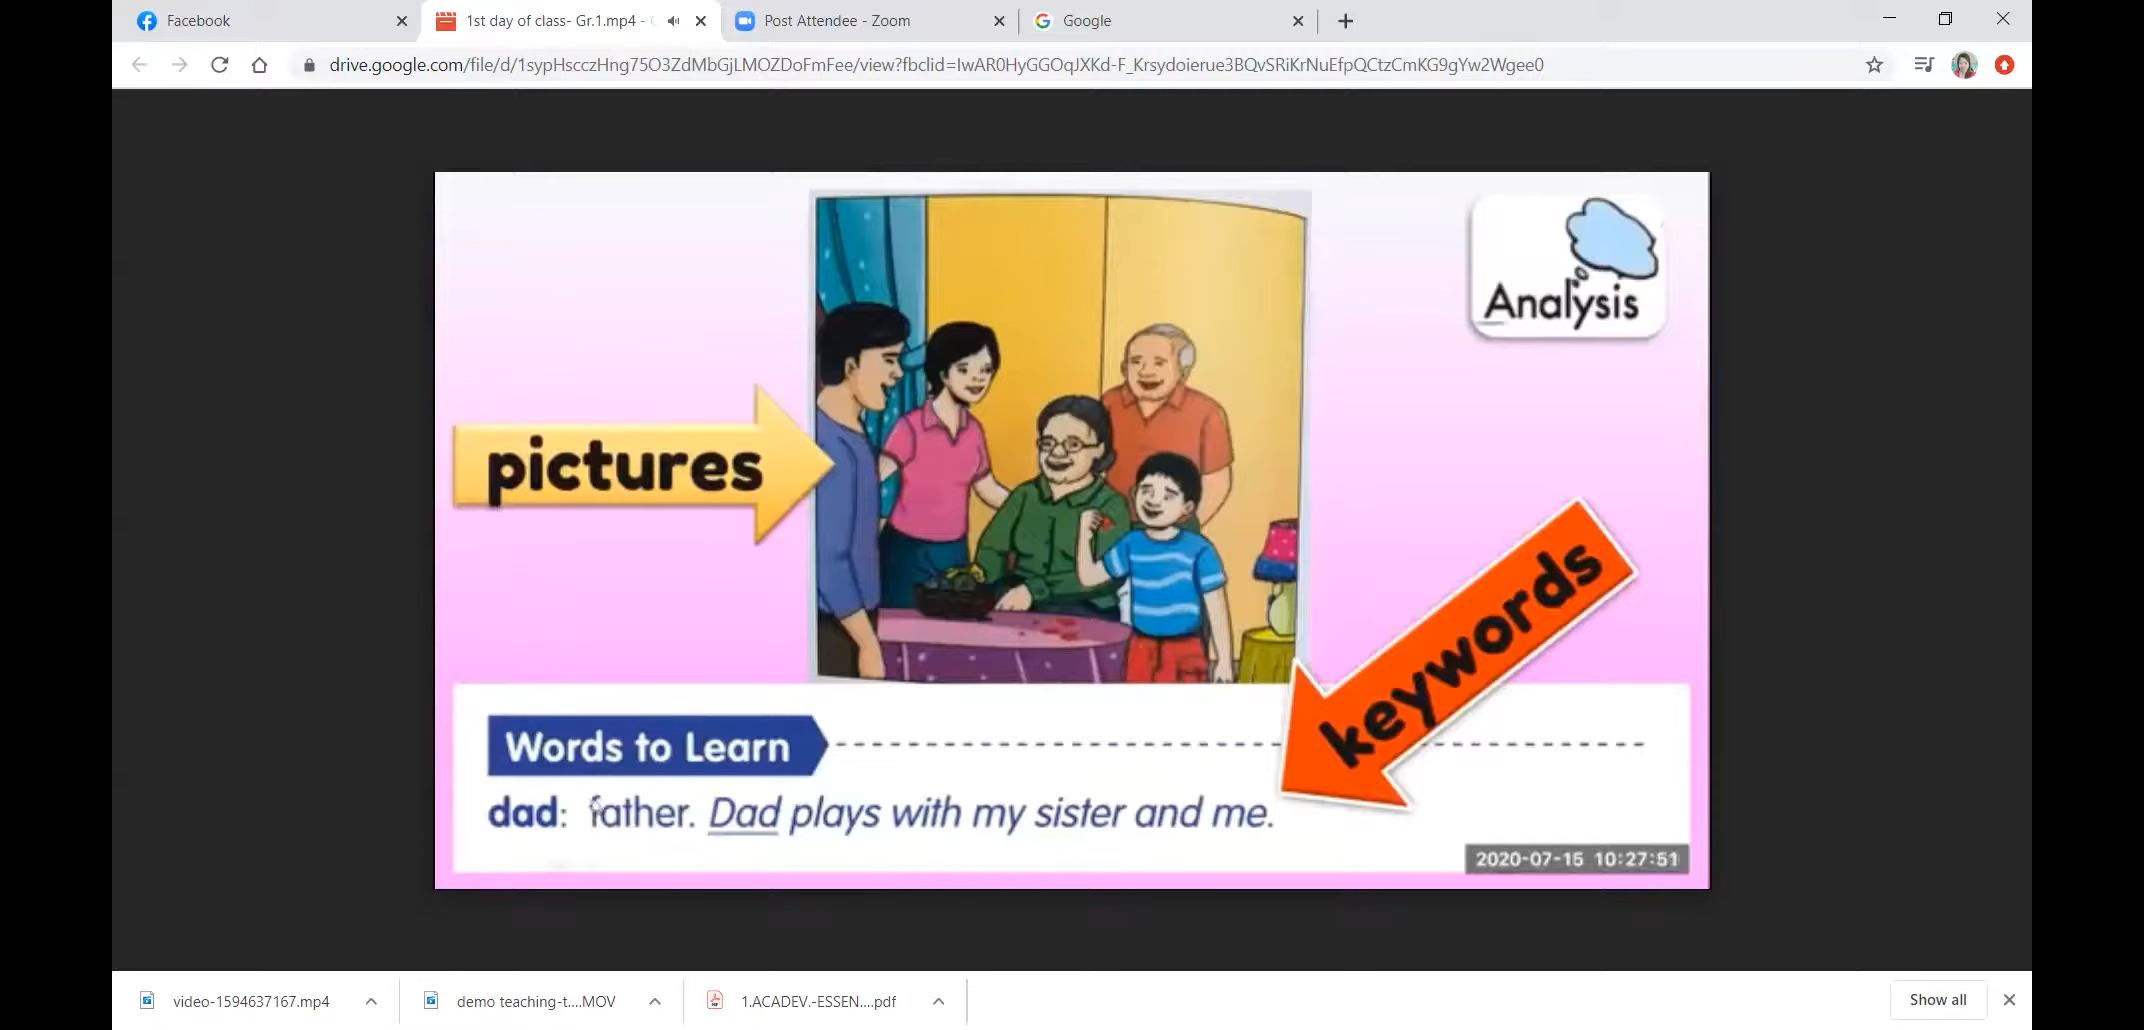 Facebook
1st day of class- Gr.1.mp4 -
Post Attendee - Zoom
Google
drive.google.com/file/d/1sypHscczHng75O3ZdMbGjLMOZDoFmFee/view?fbclid=IwAR0HyGGOqJXKd-F_Krsydoierue3BQvSRiKrNuEfpQCtzCmKG9gYw2Wgee0
Analysis
pictures
keywords
Words to Learn
dad: father. Dad plays with my sister and me.
2020-07-15 10:27:51
video-1594637167.mp4
demo teaching-t....MOV
1.ACADEV.-ESSEN....pdf
Show all